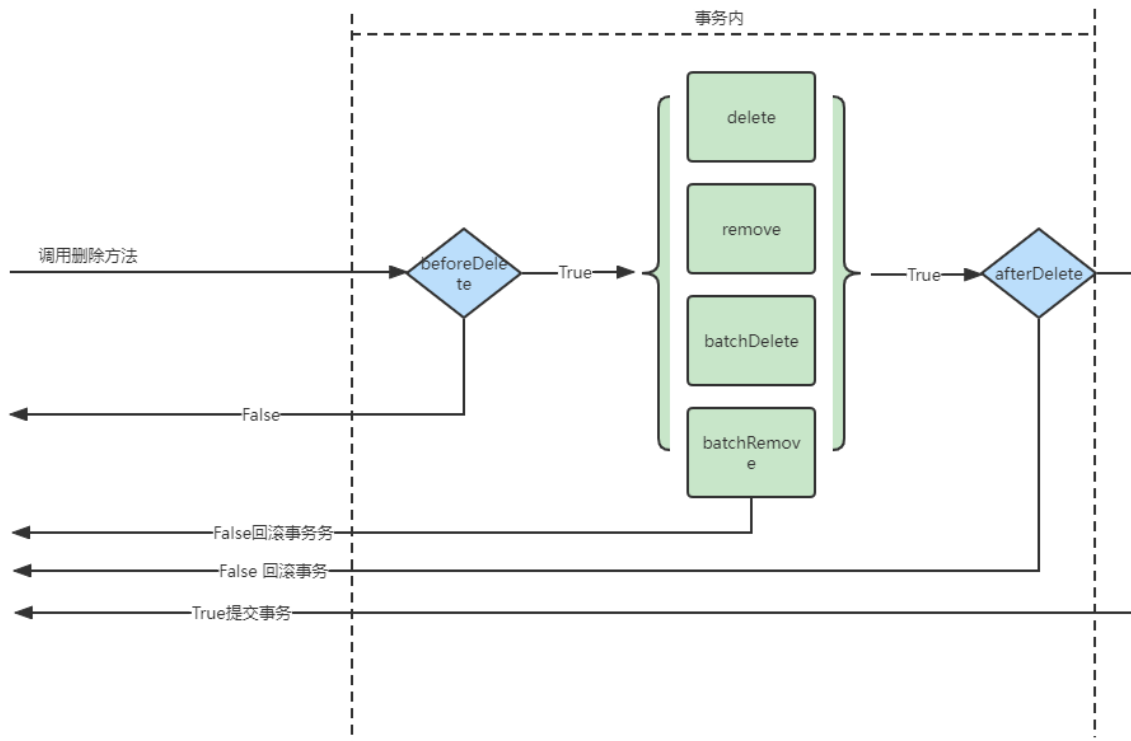 事务内
delete
remove
调用删除方法
beforeDele
te
True
True
afterDelete
batchDelete
False
batchRemov
e
False回滚事务务
False 回滚事务
True提交事务